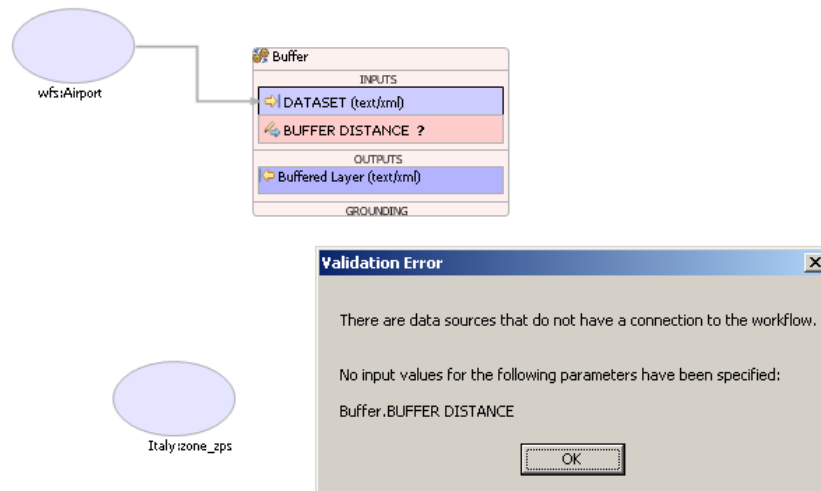 wfs:Airport
Buffer
INPUTS
DATASET (text/xml)
BUFFER DISTANCE ?
OUTPUTS
Buffered Layer (text/xml)
GROUNDING
Italy:zone_zps
Validation Error
There are data sources that do not have a connection to the workflow.
No input values for the following parameters have been specified:
Buffer.BUFFER DISTANCE
OK